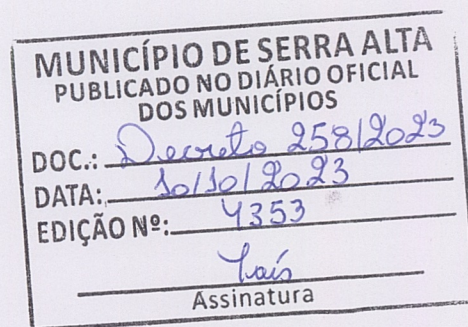 MUNICÍPIO DE SERRA ALTA
PUBLICADO NO DIÁRIO OFICIAL
DOS MUNICÍPIOS
DOC.: Decreto 258/2023
DATA: 10/10/2023
EDIÇÃO Nº: 4353
Laís
Assinatura